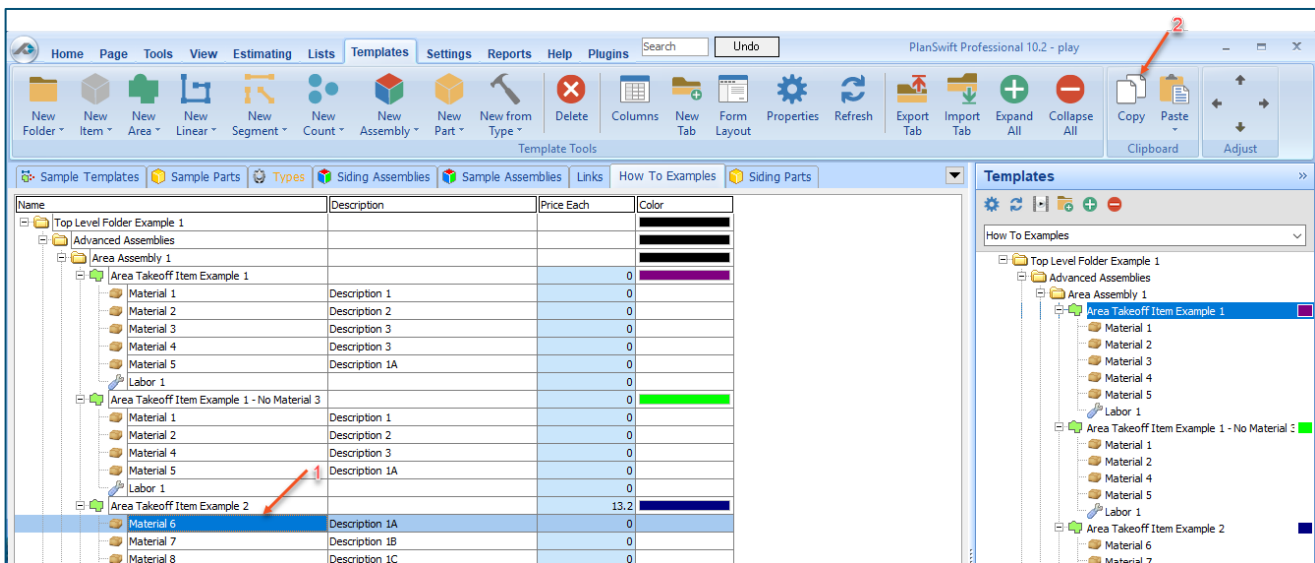 2
Home Page Tools View Estimating Lists Templates Settings Reports Help Plugins Search Undo PlanSwift Professional 10.2 - play
New Folder New Item New Area New Linear New Segment New Count New Assembly New Part New from Type Delete Columns New Tab Form Layout Properties Refresh Export Tab Import Tab Expand All Collapse All Copy Paste
Template Tools Clipboard Adjust
Sample Templates Sample Parts Types Siding Assemblies Sample Assemblies Links How To Examples Siding Parts
Name Description Price Each Color
Top Level Folder Example 1
Advanced Assemblies
Area Assembly 1
Area Takeoff Item Example 1 0
Material 1 Description 1 0
Material 2 Description 2 0
Material 3 Description 3 0
Material 4 Description 3 0
Material 5 Description 1A 0
Labor 1 0
Area Takeoff Item Example 1 - No Material 3 0
Material 1 Description 1 0
Material 2 Description 2 0
Material 4 Description 3 0
Material 5 Description 1A 0
1
Labor 1 0
Area Takeoff Item Example 2 13.2
Material 6 Description 1A 0
Material 7 Description 1B 0
Material 8 Description 1C 0
Templates »
How To Examples
Top Level Folder Example 1
Advanced Assemblies
Area Assembly 1
Area Takeoff Item Example 1
Material 1
Material 2
Material 3
Material 4
Material 5
Labor 1
Area Takeoff Item Example 1 - No Material 3
Material 1
Material 2
Material 4
Material 5
Labor 1
Area Takeoff Item Example 2
Material 6
Material 7